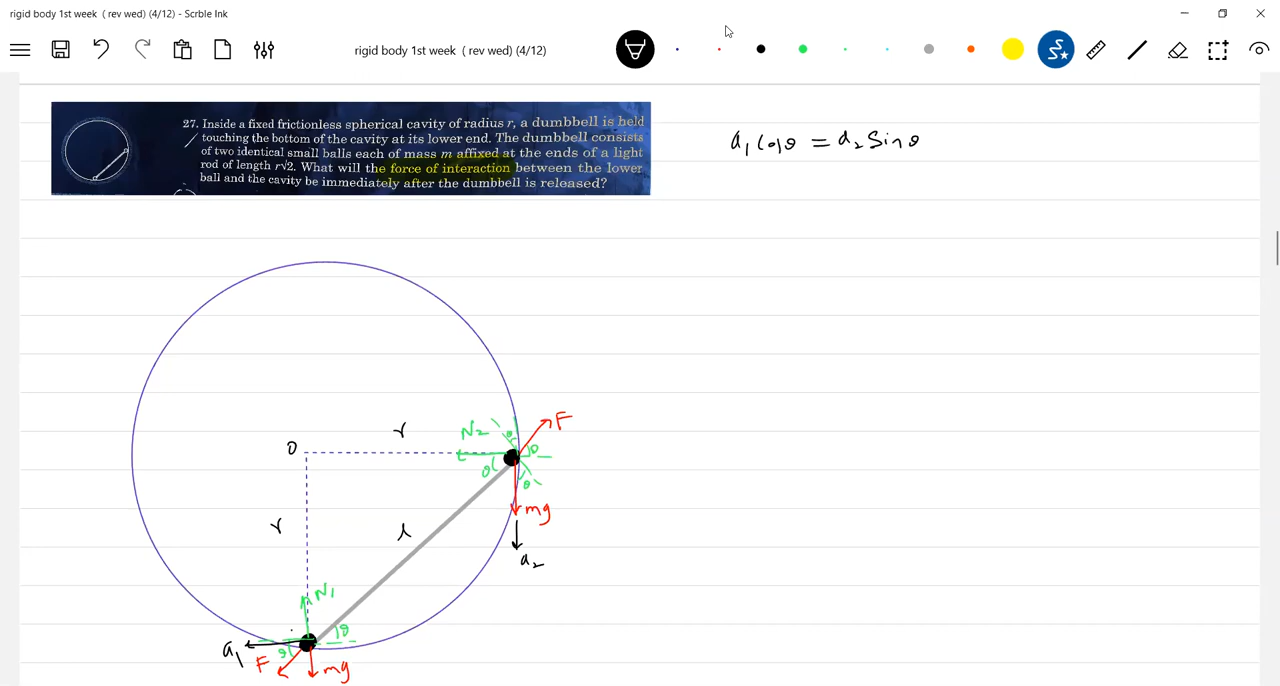 rigid body 1st week ( rev wed) (4/12) - Scrble Ink
rigid body 1st week ( rev wed) (4/12)
27. Inside a fixed frictionless spherical cavity of radius r, a dumbbell is held
touching the bottom of the cavity at its lower end. The dumbbell consists
of two identical small balls each of mass m affixed at the ends of a light
rod of length r√2. What will the force of interaction between the lower
ball and the cavity be immediately after the dumbbell is released?
a₁ cosθ = a₂ sinθ
F
r
N₂
θ
O
θ
θ
θ
mg
r
l
a₂
N₁
θ
a₁
θ
F
mg